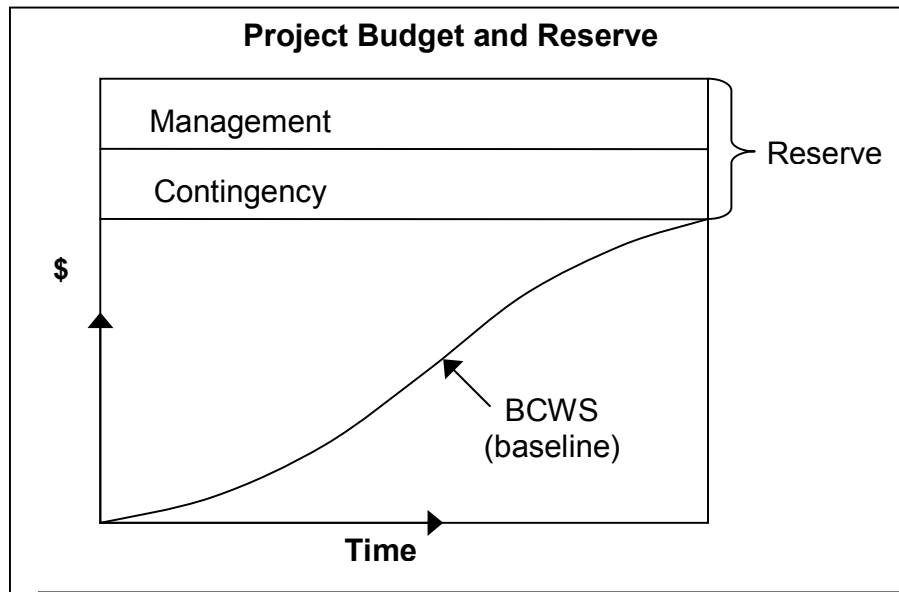 Project Budget and Reserve
Management
Reserve
Contingency
$
BCWS
(baseline)
Time